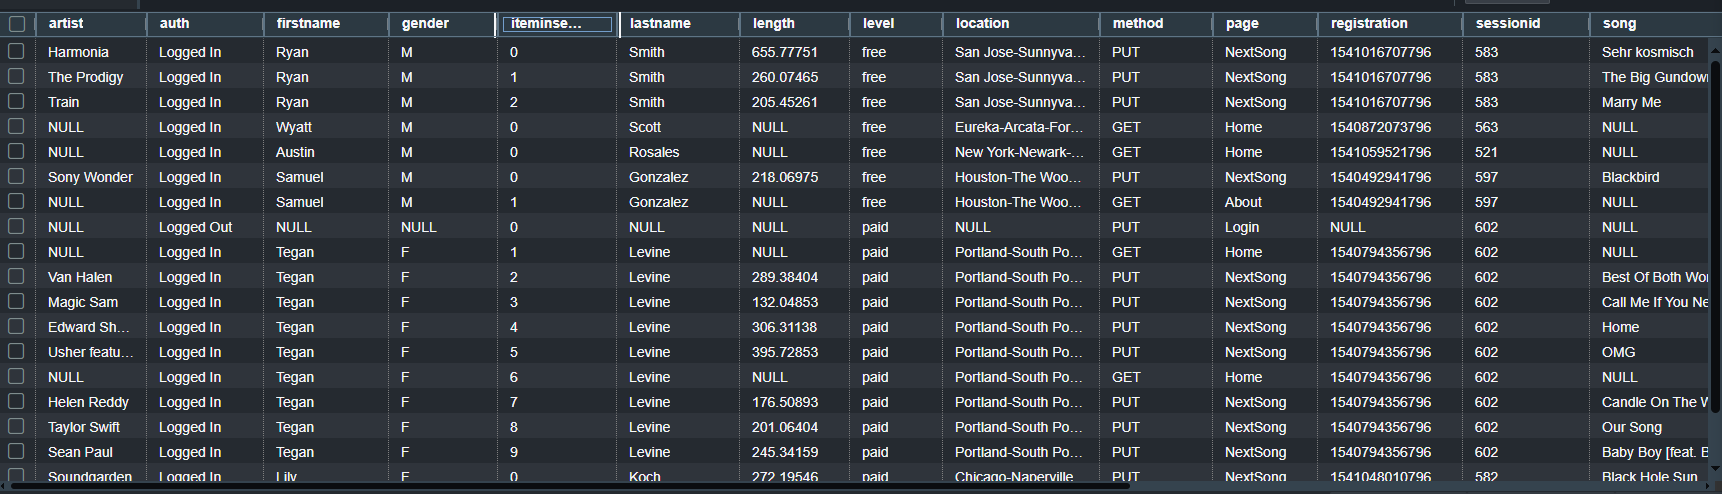 artist auth firstname gender iteminse... lastname length level location method page registration sessionid song
Harmonia Logged In Ryan M 0 Smith 655.77751 free San Jose-Sunnyva... PUT NextSong 1541016707796 583 Sehr kosmisch
The Prodigy Logged In Ryan M 1 Smith 260.07465 free San Jose-Sunnyva... PUT NextSong 1541016707796 583 The Big Gundown
Train Logged In Ryan M 2 Smith 205.45261 free San Jose-Sunnyva... PUT NextSong 1541016707796 583 Marry Me
NULL Logged In Wyatt M 0 Scott NULL free Eureka-Arcata-For... GET Home 1540872073796 563 NULL
NULL Logged In Austin M 0 Rosales NULL free New York-Newark-... GET Home 1541059521796 521 NULL
Sony Wonder Logged In Samuel M 0 Gonzalez 218.06975 free Houston-The Woo... PUT NextSong 1540492941796 597 Blackbird
NULL Logged In Samuel M 1 Gonzalez NULL free Houston-The Woo... GET About 1540492941796 597 NULL
NULL Logged Out NULL NULL 0 NULL NULL paid NULL PUT Login NULL 602 NULL
NULL Logged In Tegan F 1 Levine NULL paid Portland-South Po... GET Home 1540794356796 602 NULL
Van Halen Logged In Tegan F 2 Levine 289.38404 paid Portland-South Po... PUT NextSong 1540794356796 602 Best Of Both Wo
Magic Sam Logged In Tegan F 3 Levine 132.04853 paid Portland-South Po... PUT NextSong 1540794356796 602 Call Me If You Ne
Edward Sh... Logged In Tegan F 4 Levine 306.31138 paid Portland-South Po... PUT NextSong 1540794356796 602 Home
Usher featu... Logged In Tegan F 5 Levine 395.72853 paid Portland-South Po... PUT NextSong 1540794356796 602 OMG
NULL Logged In Tegan F 6 Levine NULL paid Portland-South Po... GET Home 1540794356796 602 NULL
Helen Reddy Logged In Tegan F 7 Levine 176.50893 paid Portland-South Po... PUT NextSong 1540794356796 602 Candle On The W
Taylor Swift Logged In Tegan F 8 Levine 201.06404 paid Portland-South Po... PUT NextSong 1540794356796 602 Our Song
Sean Paul Logged In Tegan F 9 Levine 245.34159 paid Portland-South Po... PUT NextSong 1540794356796 602 Baby Boy [feat. B
Soundgarden Logged In Lily F 0 Koch 272.19546 paid Chicago-Naperville... PUT NextSong 1541048010796 582 Black Hole Sun